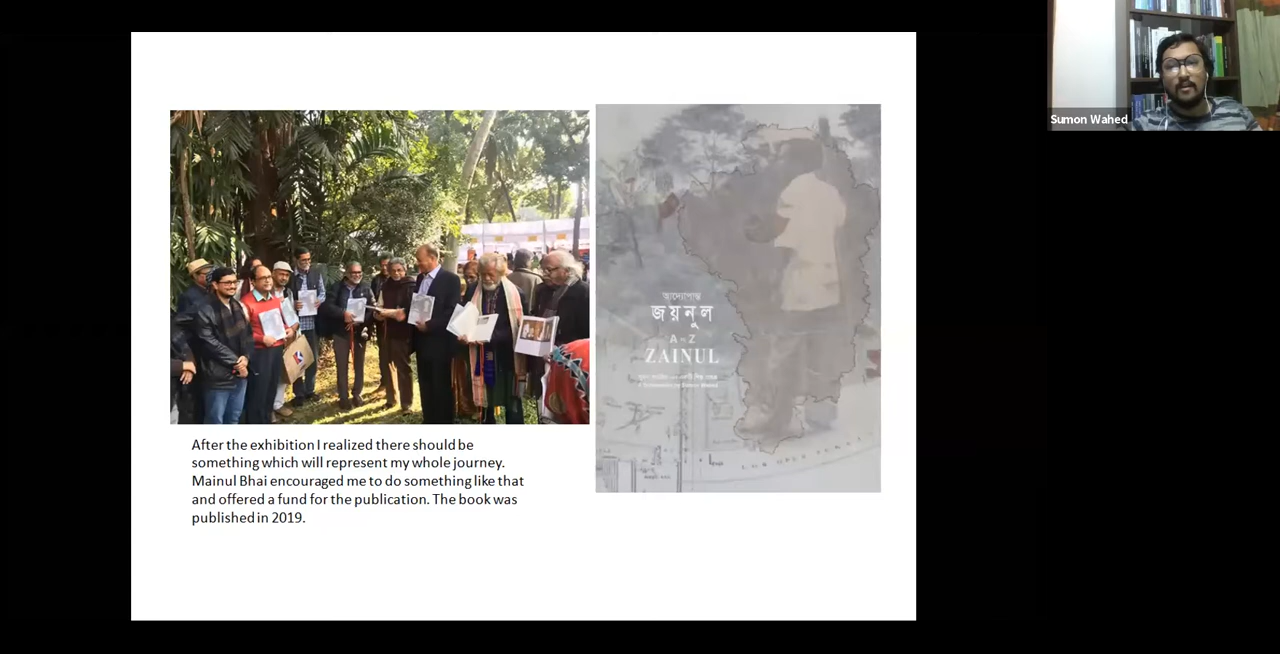 Sumon Wahed
আদ্যোপান্ত
জয়নুল
A - Z
ZAINUL
After the exhibition I realized there should be
something which will represent my whole journey.
Mainul Bhai encouraged me to do something like that
and offered a fund for the publication. The book was
published in 2019.